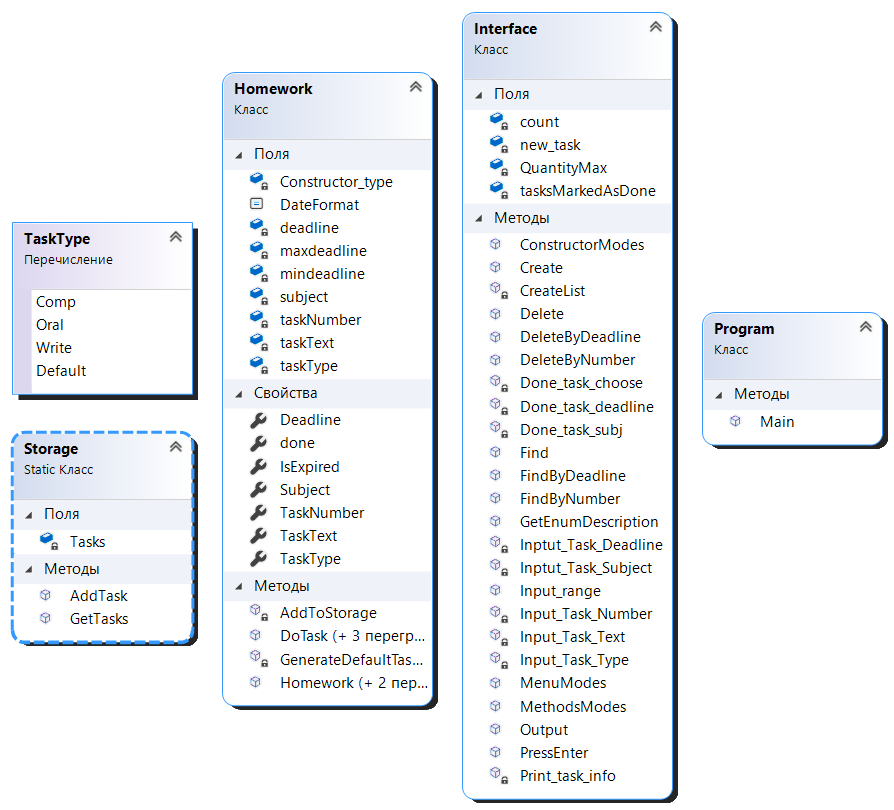 TaskType
Перечисление
Comp
Oral
Write
Default
Storage
Static Класс
Поля
Tasks
Методы
AddTask
GetTasks
Homework
Класс
Поля
Constructor_type
DateFormat
deadline
maxdeadline
mindeadline
subject
taskNumber
taskText
taskType
Свойства
Deadline
done
IsExpired
Subject
TaskNumber
TaskText
TaskType
Методы
AddToStorage
DoTask (+ 3 перегр...
GenerateDefaultTas...
Homework (+ 2 пер...
Interface
Класс
Поля
count
new_task
QuantityMax
tasksMarkedAsDone
Методы
ConstructorModes
Create
CreateList
Delete
DeleteByDeadline
DeleteByNumber
Done_task_choose
Done_task_deadline
Done_task_subj
Find
FindByDeadline
FindByNumber
GetEnumDescription
Inptut_Task_Deadline
Inptut_Task_Subject
Input_range
Input_Task_Number
Input_Task_Text
Input_Task_Type
MenuModes
MethodsModes
Output
PressEnter
Print_task_info
Program
Класс
Методы
Main